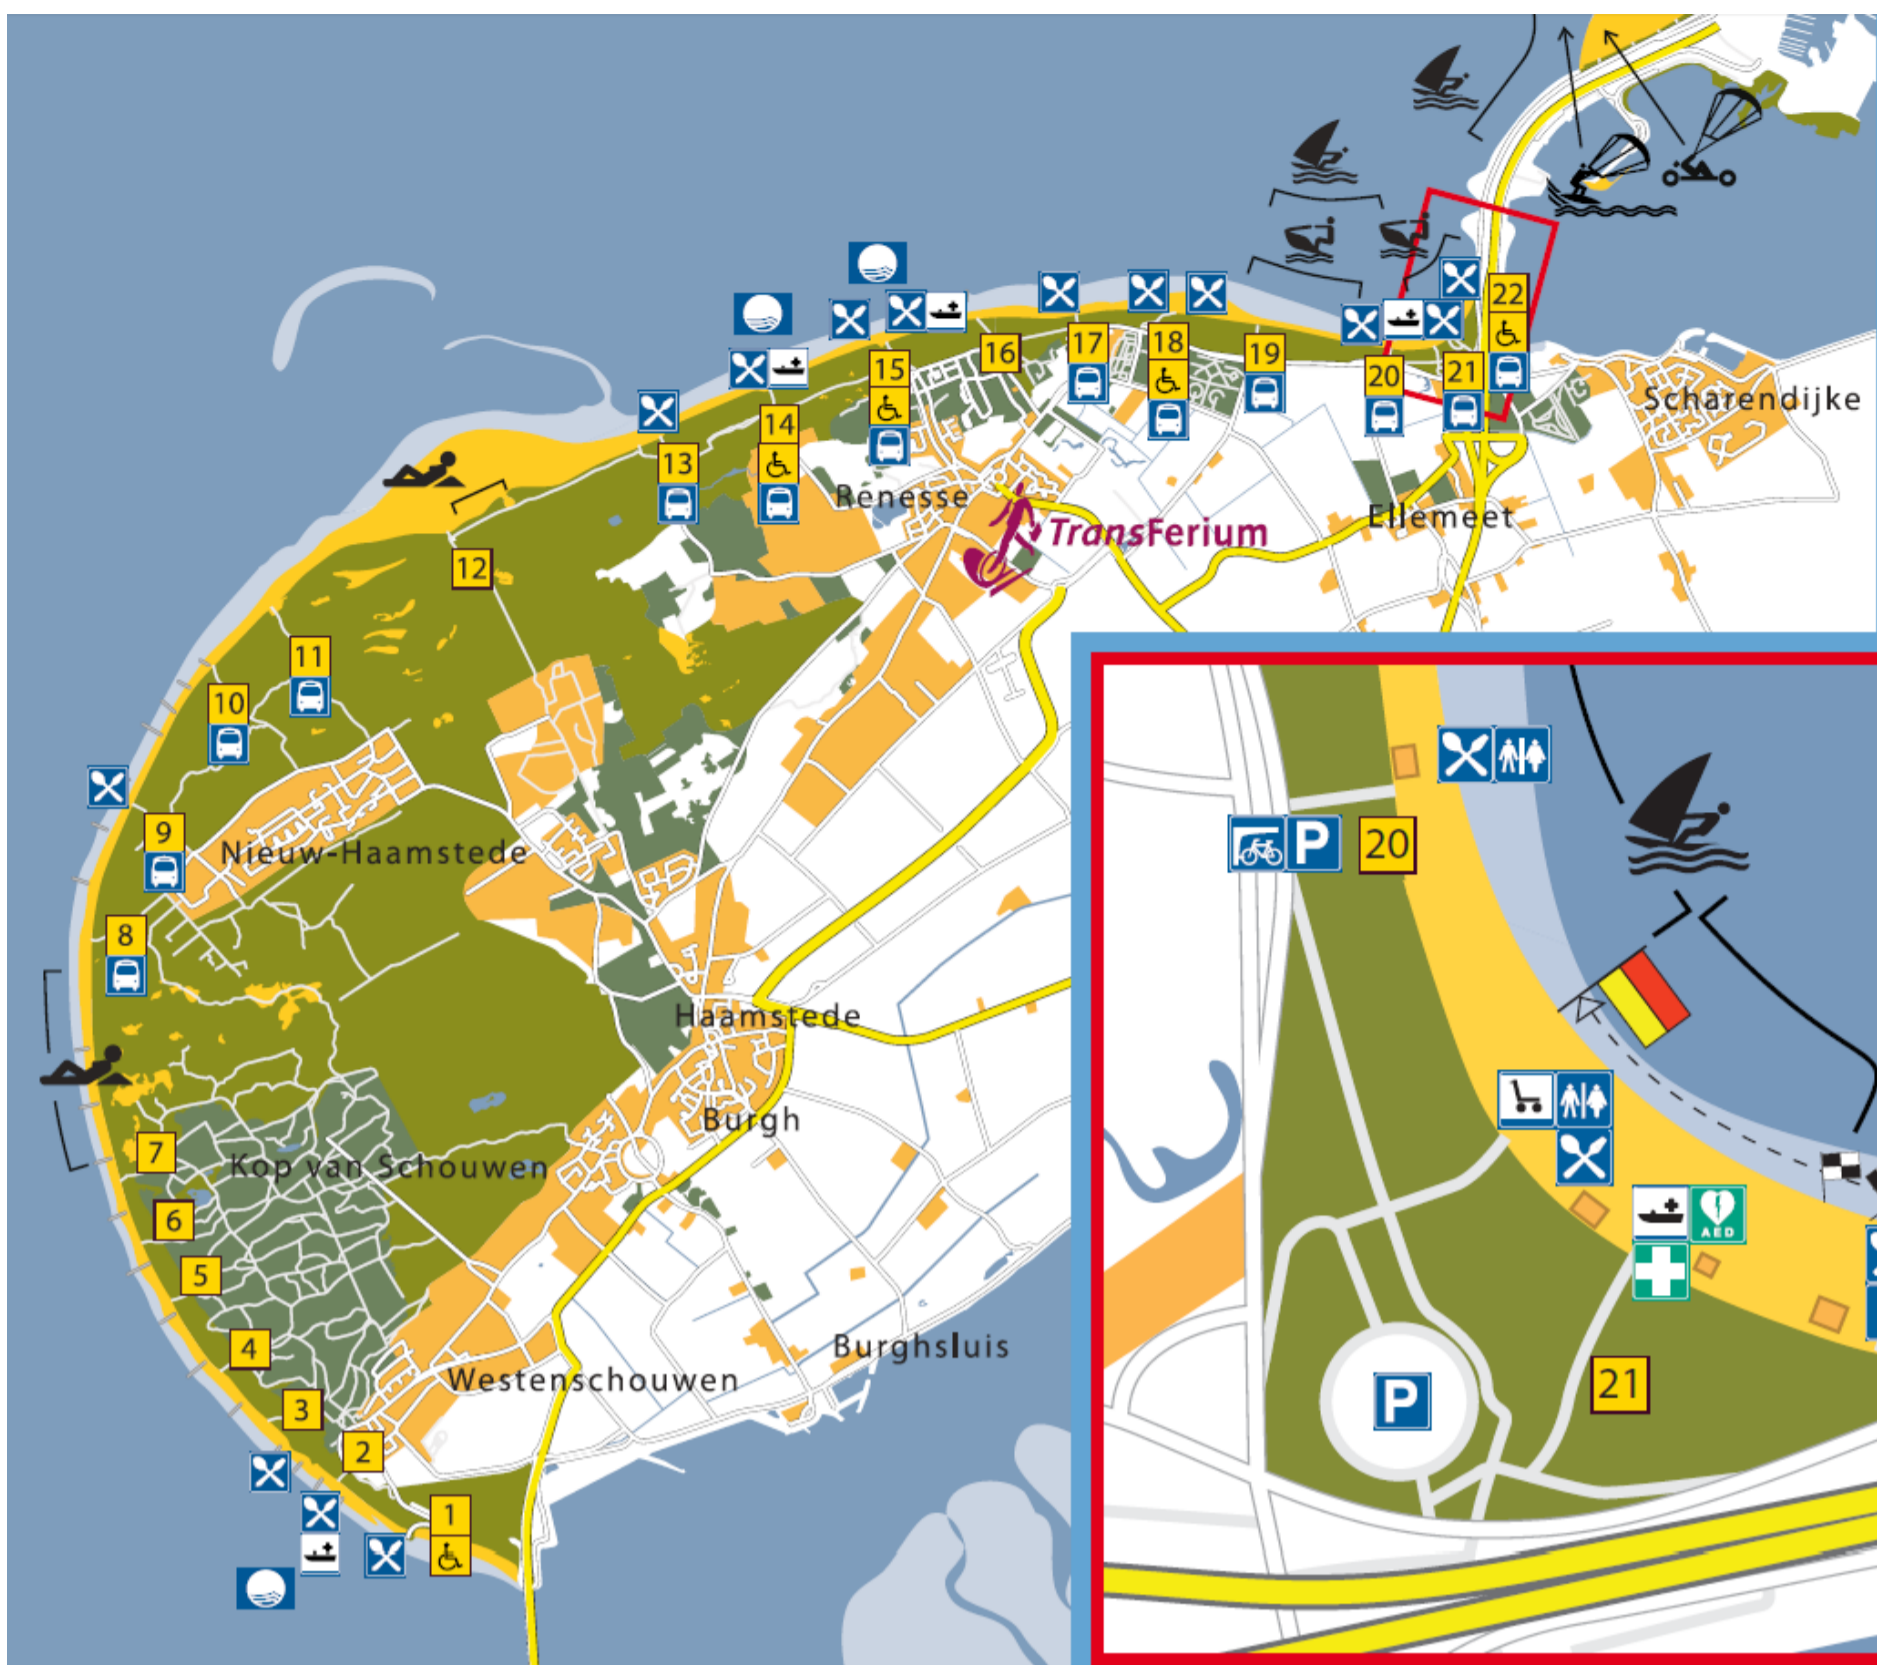 22
17
18
16
19
15
20
21
Scharendijke
14
13
Renesse
Ellemeet
TransFerium
12
11
10
9
Nieuw-Haamstede
P
20
8
Haamstede
Burgh
7
Kop van Schouwen
6
AED
5
4
Burghsluis
Westenschouwen
21
P
3
2
1